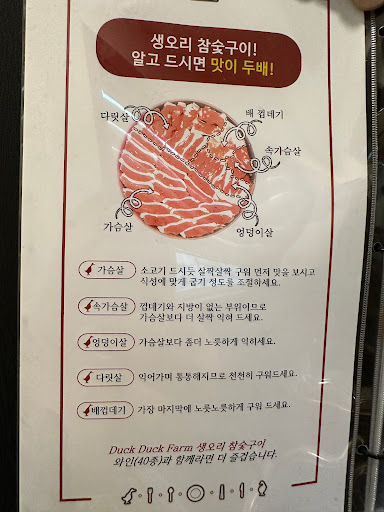 생오리 참숯구이!
알고 드시면 맛이 두배!
다릿살
배 껍데기
속가슴살
가슴살
엉덩이살
가슴살
소고기 드시듯 살짝살짝 구워 먼저 맛을 보시고
식성에 맞게 굽기 정도를 조절하세요.
속가슴살
껍데기와 지방이 없는 부위이므로
가슴살보다 더 살짝 익혀 드세요.
엉덩이살
가슴살보다 좀더 노릇하게 익히세요.
다릿살
익어가며 통통해지므로 천천히 구워드세요.
배껍데기
가장 마지막에 노릇노릇하게 구워 드세요.
Duck Duck Farm 생오리 참숯구이
와인(40종)과 함께라면 더 즐겁습니다.